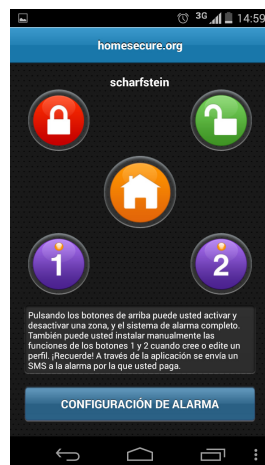 3G 14:59
homesecure.org
scharfstein
1 2
Pulsando los botones de arriba puede usted activar y
desactivar una zona, y el sistema de alarma completo.
También puede usted instalar manualmente las
funciones de los botones 1 y 2 cuando cree o edite un
perfil. ¡Recuerde! A través de la aplicación se envía un
SMS a la alarma por la que usted paga.
CONFIGURACIÓN DE ALARMA